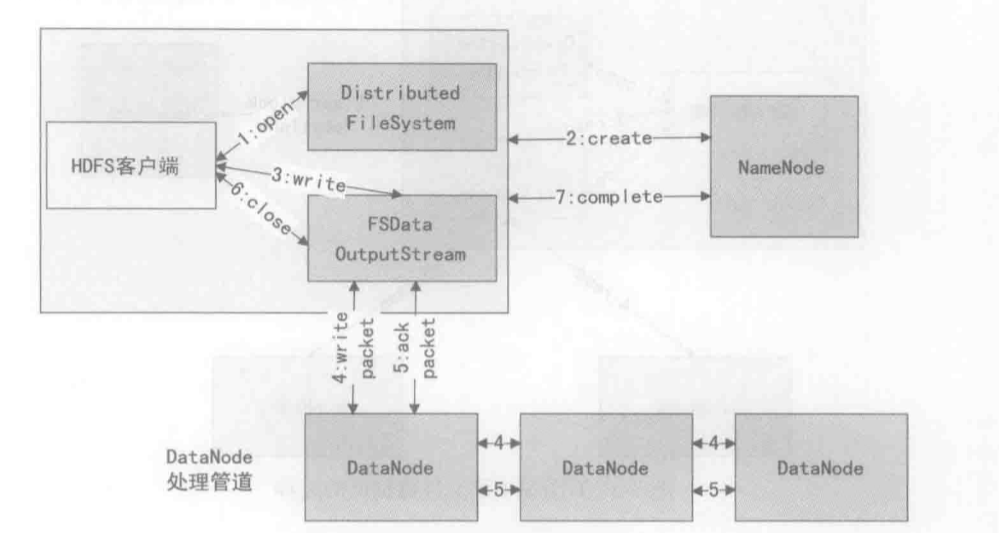 Distributed
FileSystem
1:open
HDFS客户端
2:create
NameNode
3:write
7:complete
6:close
FSData
OutputStream
4:write
packet
5:ack
packet
DataNode
处理管道
DataNode
4
5
DataNode
4
5
DataNode